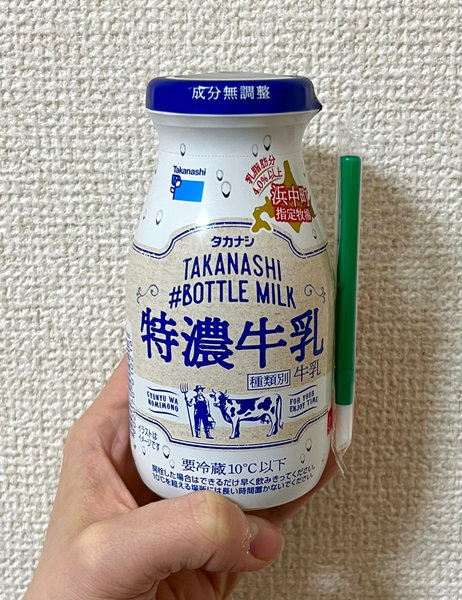 成分無調整
Takanashi
乳脂肪分
4.0%以上
浜中町
指定牧場
タカナシ
TAKANASHI
#BOTTLE MILK
特濃牛乳
種類別 牛乳
GYUNYU WA
NOMIMONO
FOR YOUR
ENJOY TIME
イラストは
イメージです
要冷蔵10℃以下
開栓した場合はできるだけ早く飲みきってください。
10℃を超える場所には長い時間置かないでください。